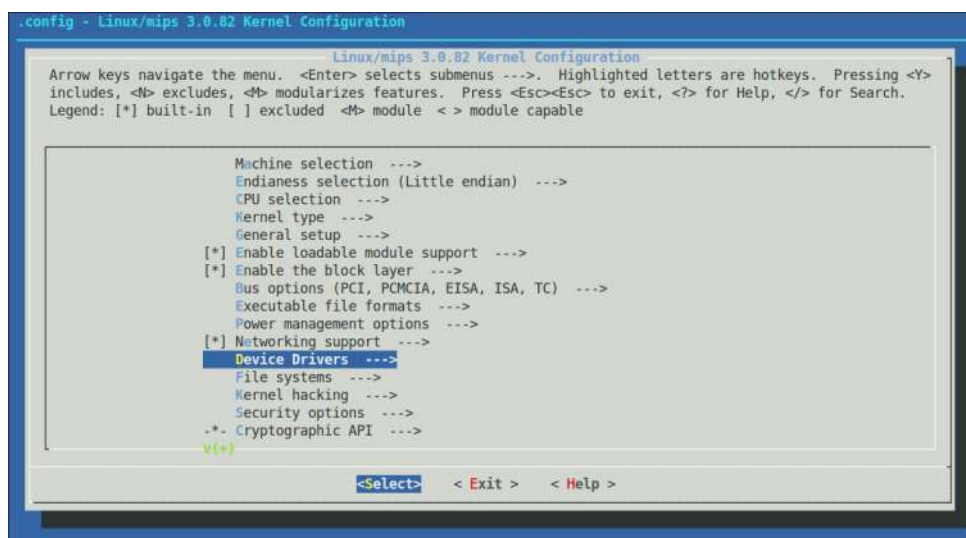 .config - Linux/mips 3.0.82 Kernel Configuration
Linux/mips 3.0.82 Kernel Configuration
Arrow keys navigate the menu.  <Enter> selects submenus --->.  Highlighted letters are hotkeys.  Pressing <Y>
includes, <N> excludes, <M> modularizes features.  Press <Esc><Esc> to exit, <?> for Help, </> for Search.
Legend: [*] built-in  [ ] excluded  <M> module  < > module capable
Machine selection  --->
Endianess selection (Little endian)  --->
CPU selection  --->
Kernel type  --->
General setup  --->
[*] Enable loadable module support  --->
[*] Enable the block layer  --->
Bus options (PCI, PCMCIA, EISA, ISA, TC)  --->
Executable file formats  --->
Power management options  --->
[*] Networking support  --->
Device Drivers  --->
File systems  --->
Kernel hacking  --->
Security options  --->
-*- Cryptographic API  --->
v(+)
<Select>    < Exit >    < Help >